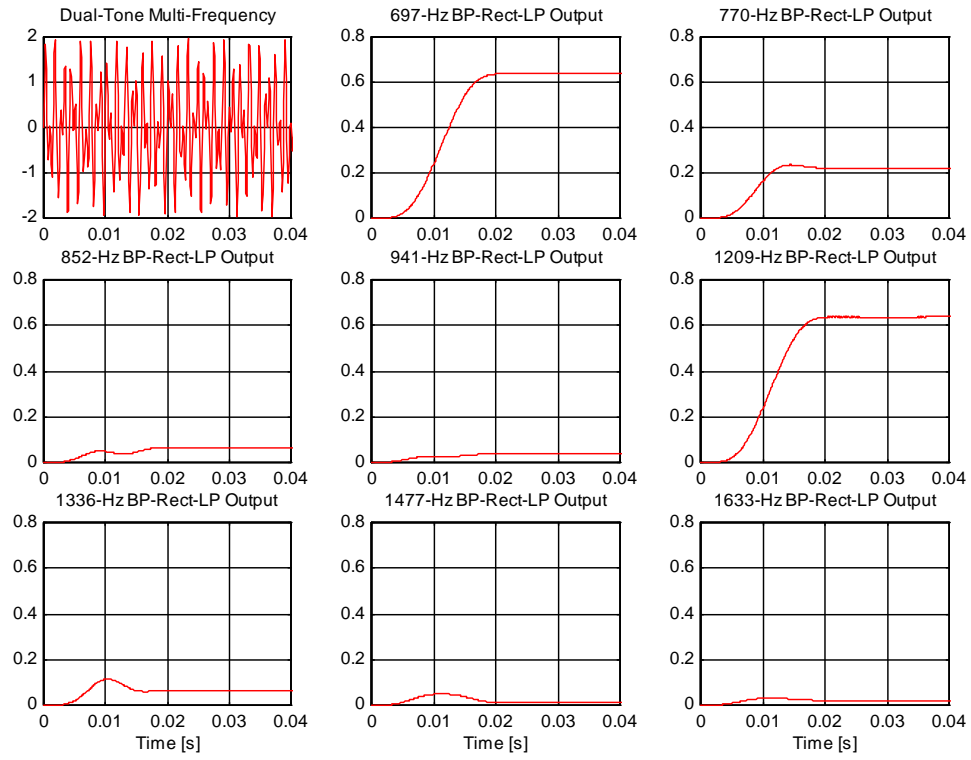 Dual-Tone Multi-Frequency
697-Hz BP-Rect-LP Output
770-Hz BP-Rect-LP Output
2
1
0
-1
-2
0 0.01 0.02 0.03 0.04
0.8
0.6
0.4
0.2
0
0 0.01 0.02 0.03 0.04
0.8
0.6
0.4
0.2
0
0 0.01 0.02 0.03 0.04
852-Hz BP-Rect-LP Output
941-Hz BP-Rect-LP Output
1209-Hz BP-Rect-LP Output
0.8
0.6
0.4
0.2
0
0 0.01 0.02 0.03 0.04
0.8
0.6
0.4
0.2
0
0 0.01 0.02 0.03 0.04
0.8
0.6
0.4
0.2
0
0 0.01 0.02 0.03 0.04
1336-Hz BP-Rect-LP Output
1477-Hz BP-Rect-LP Output
1633-Hz BP-Rect-LP Output
0.8
0.6
0.4
0.2
0
0 0.01 0.02 0.03 0.04
Time [s]
0.8
0.6
0.4
0.2
0
0 0.01 0.02 0.03 0.04
Time [s]
0.8
0.6
0.4
0.2
0
0 0.01 0.02 0.03 0.04
Time [s]